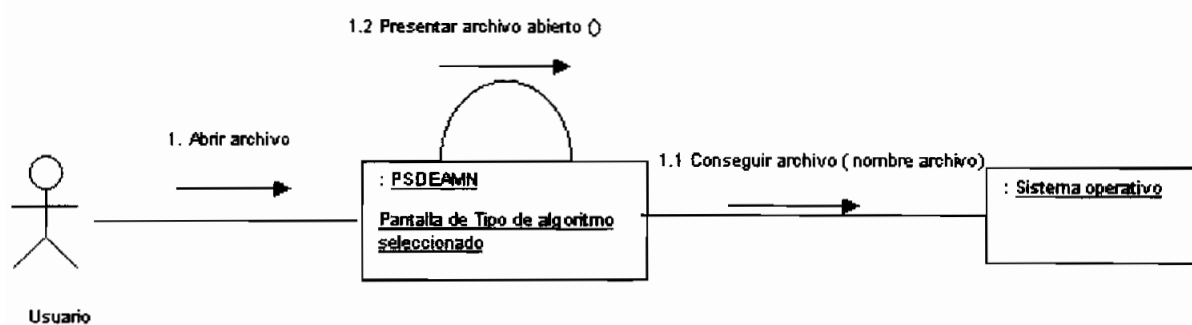 1.2 Presentar archivo abierto ()
1. Abrir archivo
1.1 Conseguir archivo ( nombre archivo)
: PSDEAMN
Pantalla de Tipo de algoritmo
seleccionado
: Sistema operativo
Usuario